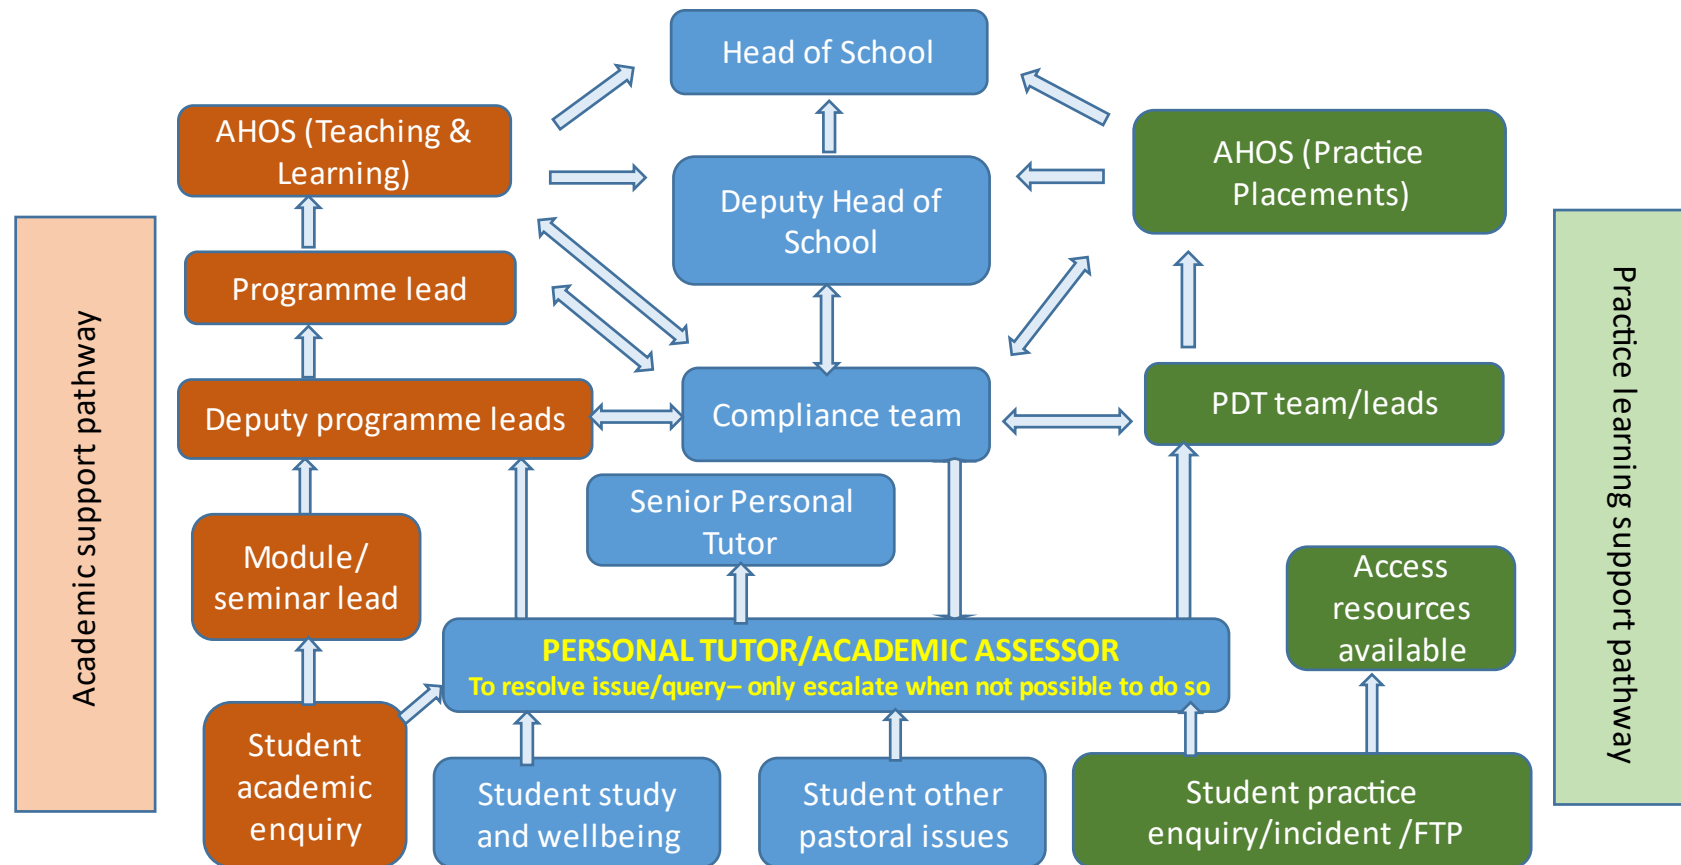 Head of School
AHOS (Teaching &
Learning)
AHOS (Practice
Placements)
Deputy Head of
School
Programme lead
Academic support pathway
Practice learning support pathway
Deputy programme leads
Compliance team
PDT team/leads
Senior Personal
Tutor
Module/
seminar lead
Access
resources
available
PERSONAL TUTOR/ACADEMIC ASSESSOR
To resolve issue/query– only escalate when not possible to do so
Student
academic
enquiry
Student study
and wellbeing
Student other
pastoral issues
Student practice
enquiry/incident /FTP